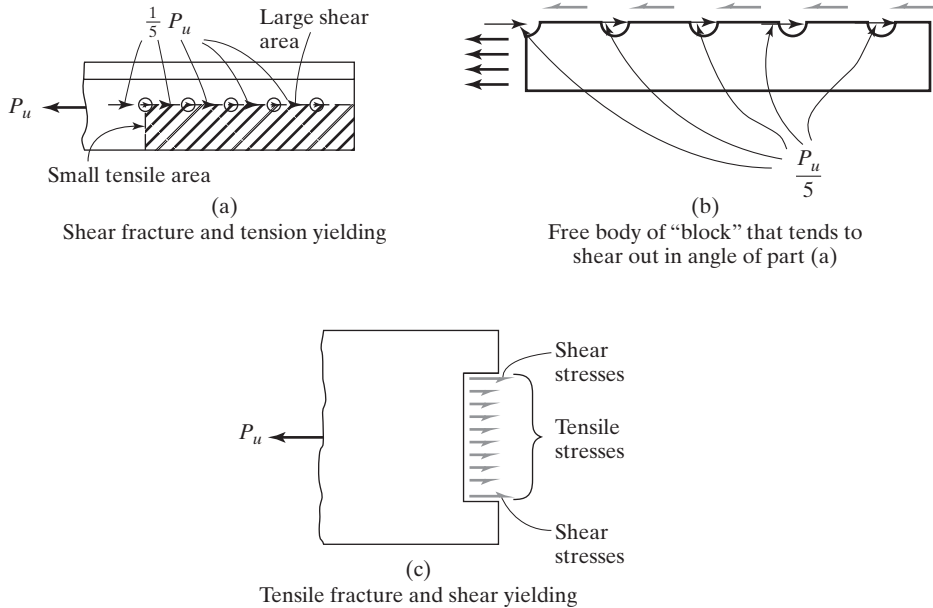 1/5 P_u
Large shear
area
P_u
Small tensile area
(a)
Shear fracture and tension yielding
P_u/5
(b)
Free body of “block” that tends to
shear out in angle of part (a)
Shear
stresses
P_u
Tensile
stresses
Shear
stresses
(c)
Tensile fracture and shear yielding